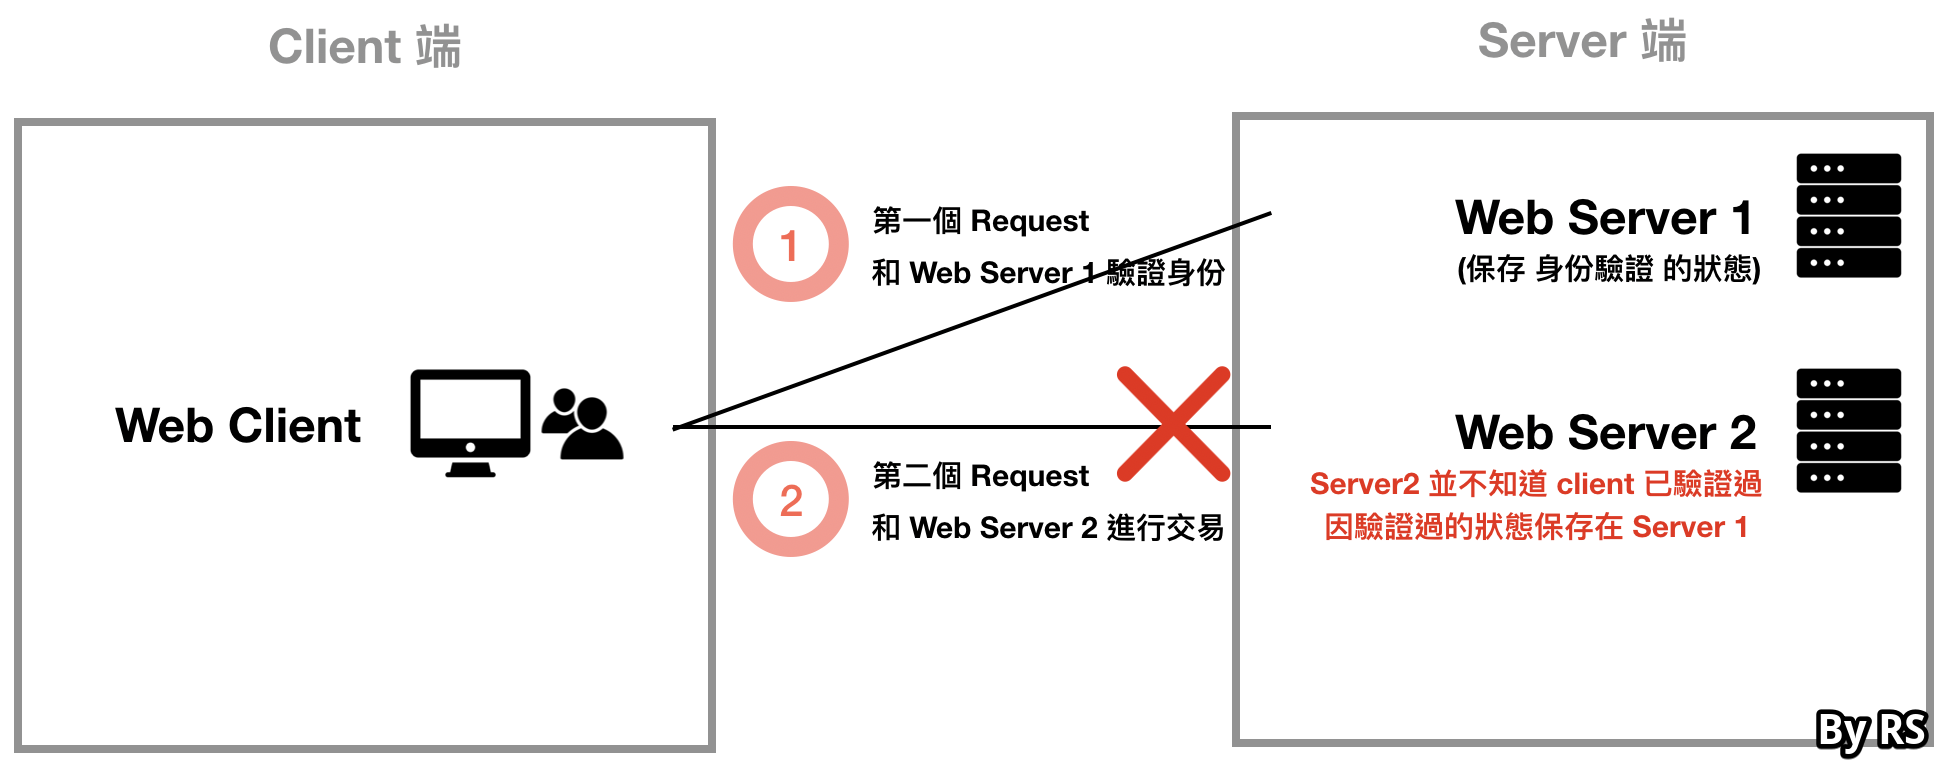 Client 端
Server 端
1
第一個 Request
和 Web Server 1 驗證身份
Web Server 1
(保存 身份驗證 的狀態)
Web Client
2
第二個 Request
和 Web Server 2 進行交易
Web Server 2
Server2 並不知道 client 已驗證過
因驗證過的狀態保存在 Server 1
By RS